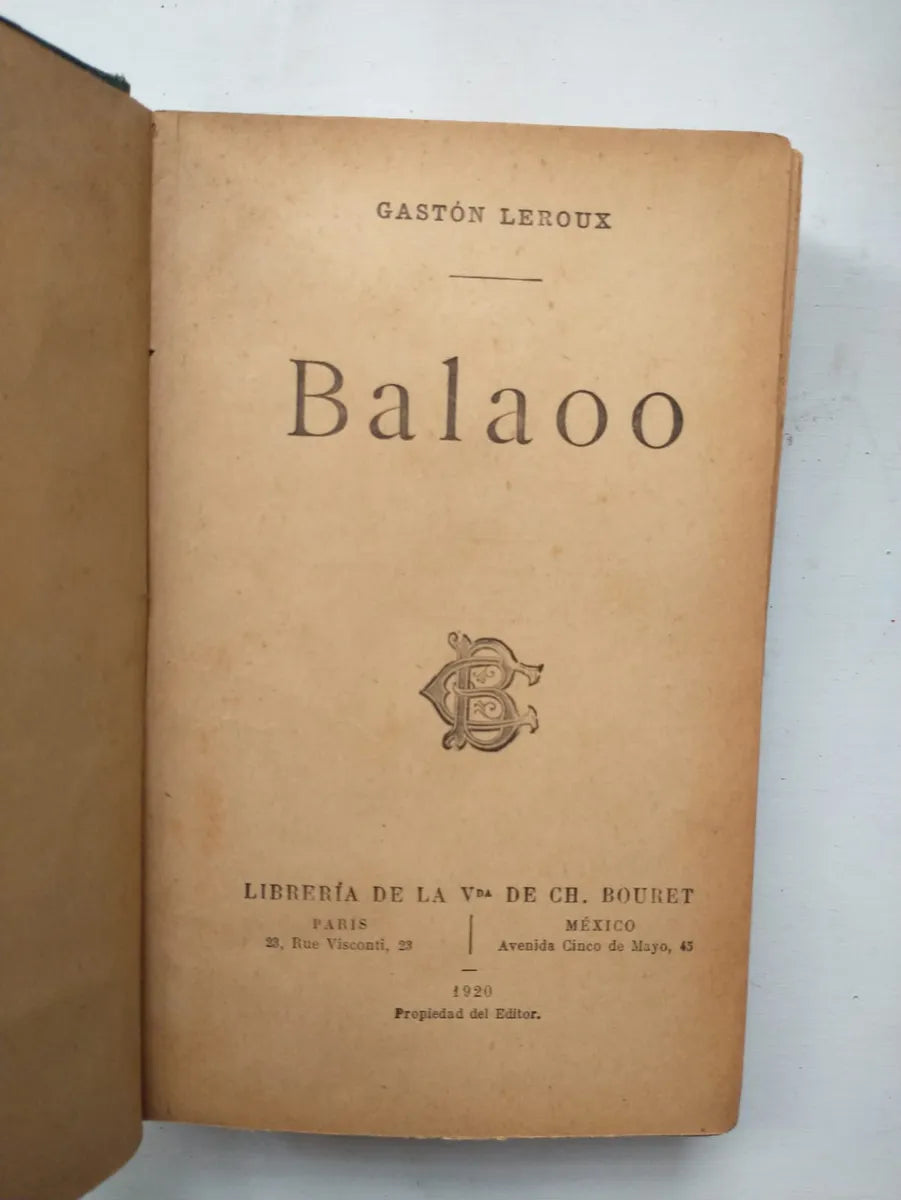 GASTÓN LEROUX
Balaoo
CB
LIBRERÍA DE LA Vᴰᴬ DE CH. BOURET
PARIS
23, Rue Visconti, 23
MÉXICO
Avenida Cinco de Mayo, 45
1920
Propiedad del Editor.